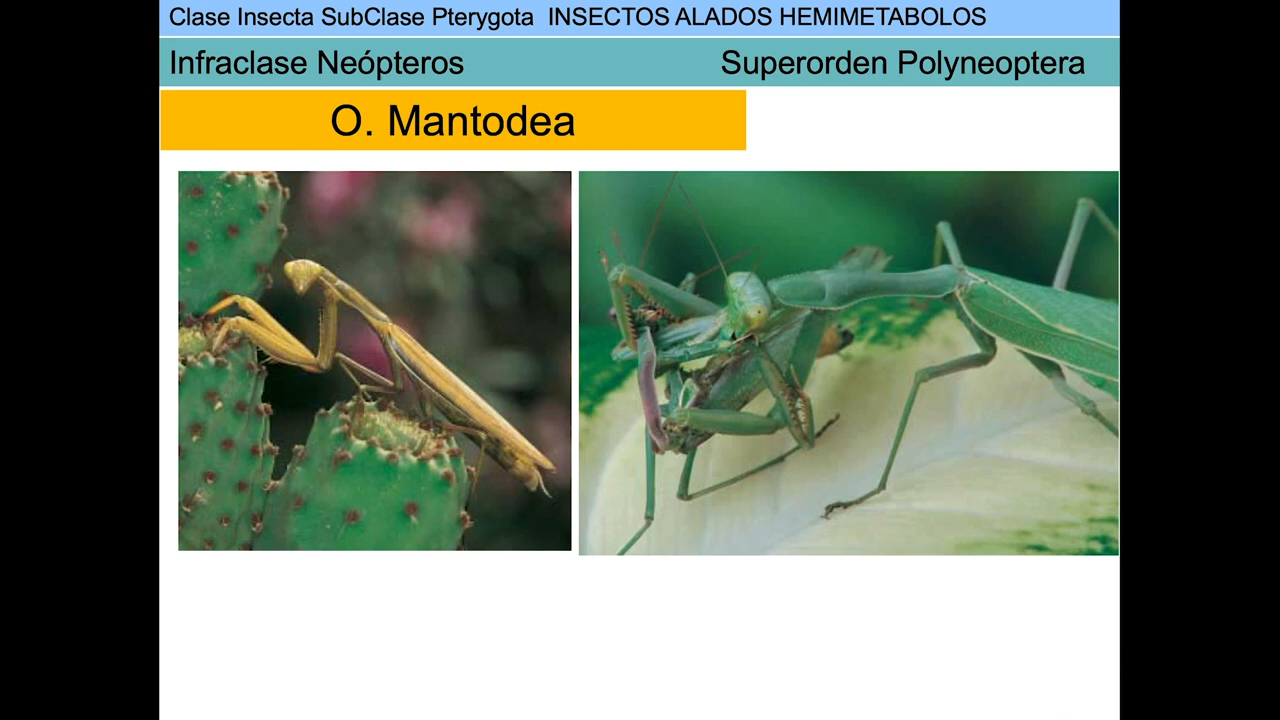 Clase Insecta SubClase Pterygota INSECTOS ALADOS HEMIMETABOLOS
Infraclase Neópteros Superorden Polyneoptera
O. Mantodea